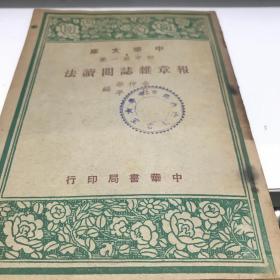 庫文華中
集一第中初
法讀閱誌雜章報
編
行印局書華中